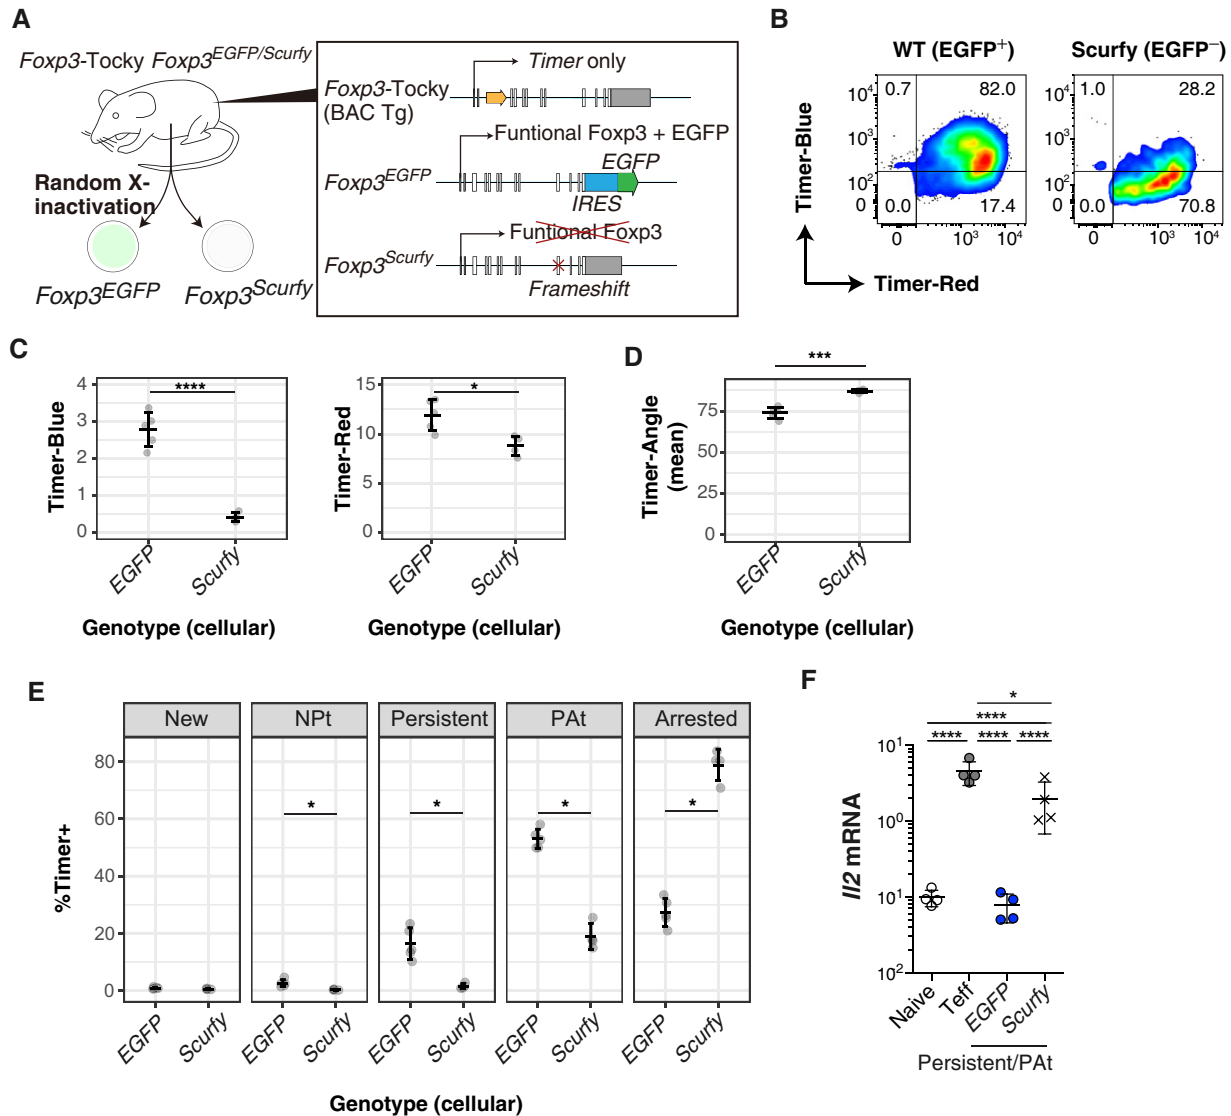 A
Foxp3-Tocky Foxp3EGFP/Scurfy
Random X-
inactivation
Foxp3EGFP
Foxp3Scurfy
Timer only
Foxp3-Tocky
(BAC Tg)
Funtional Foxp3 + EGFP
EGFP
Foxp3EGFP
IRES
Funtional Foxp3
Foxp3Scurfy
Frameshift
B
WT (EGFP+)
Scurfy (EGFP−)
Timer-Blue
10⁴
10³
10²
0
0.7
82.0
0.0
17.4
0
10³
10⁴
10⁴
10³
10²
0
1.0
28.2
0.0
70.8
0
10³
10⁴
Timer-Red
C
Timer-Blue
4
3
2
1
0
****
EGFP
Scurfy
Genotype (cellular)
Timer-Red
15
10
5
0
*
EGFP
Scurfy
Genotype (cellular)
D
***
Timer-Angle
(mean)
75
50
25
0
EGFP
Scurfy
Genotype (cellular)
E
New
NPt
Persistent
PAt
Arrested
%Timer+
80
60
40
20
0
*
*
*
*
EGFP
Scurfy
EGFP
Scurfy
EGFP
Scurfy
EGFP
Scurfy
EGFP
Scurfy
Genotype (cellular)
F
*
****
**** **** ****
Il2 mRNA
10¹
10⁰
10¹
10²
Naive
Teff
EGFP
Scurfy
Persistent/PAt